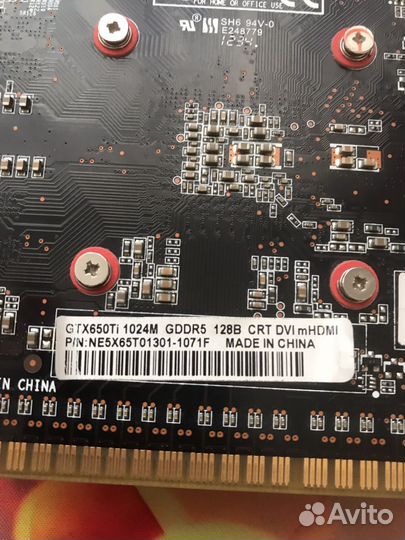 FOR HOME OR OFFICE USE
SH6 94V-0
E248779
1234
GTX650Ti 1024M GDDR5 128B CRT DVI mHDMI
P/N:NE5X65T01301-1071F MADE IN CHINA
IN CHINA
Avito